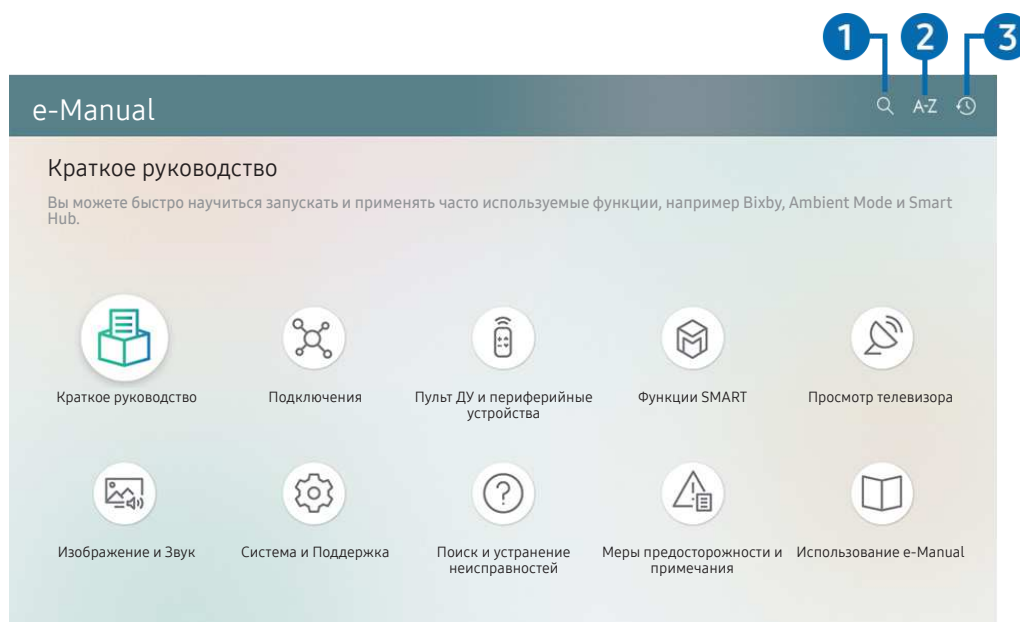 1 2 3
e-Manual A-Z
Краткое руководство
Вы можете быстро научиться запускать и применять часто используемые функции, например Bixby, Ambient Mode и Smart
Hub.
Краткое руководство
Подключения
Пульт ДУ и периферийные
устройства
Функции SMART
Просмотр телевизора
Изображение и Звук
Система и Поддержка
Поиск и устранение
неисправностей
Меры предосторожности и
примечания
Использование e-Manual